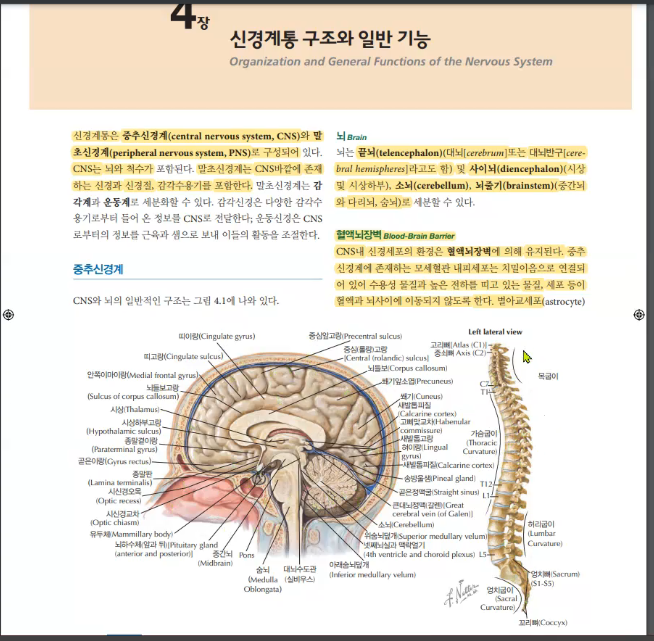 4장
신경계통 구조와 일반 기능
Organization and General Functions of the Nervous System
신경계통은 중추신경계(central nervous system, CNS)와 말
초신경계(peripheral nervous system, PNS)로 구성되어 있다.
CNS는 뇌와 척수가 포함된다. 말초신경계는 CNS바깥에 존재
하는 신경과 신경절, 감각수용기를 포함한다. 말초신경계는 감
각계과 운동계로 세분화할 수 있다. 감각신경은 다양한 감각수
용기로부터 들어 온 정보를 CNS로 전달한다; 운동신경은 CNS
로부터의 정보를 근육과 샘으로 보내 이들의 활동을 조절한다.
중추신경계
CNS와 뇌의 일반적인 구조는 그림 4.1에 나와 있다.
뇌 Brain
뇌는 끝뇌(telencephalon)(대뇌[cerebrum]또는 대뇌반구[cere-
bral hemispheres]라고도 함) 및 사이뇌(diencephalon)(시상
및 시상하부), 소뇌(cerebellum), 뇌줄기(brainstem)(중간뇌
와 다리뇌, 숨뇌)로 세분할 수 있다.
혈액뇌장벽 Blood-Brain Barrier
CNS내 신경세포의 환경은 혈액뇌장벽에 의해 유지된다. 중추
신경계에 존재하는 모세혈관 내피세포는 치밀이음으로 연결되
어 있어 수용성 물질과 높은 전하를 띠고 있는 물질, 세포 등이
혈액과 뇌사이에 이동되지 않도록 한다. 별아교세포(astrocyte)
띠이랑(Cingulate gyrus)
띠고랑(Cingulate sulcus)
안쪽이마이랑(Medial frontal gyrus)
뇌들보고랑
(Sulcus of corpus callosum)
시상(Thalamus)
시상하부고랑
(Hypothalamic sulcus)
종말곁이랑
(Paraterminal gyrus)
곧은이랑(Gyrus rectus)
종말판
(Lamina terminalis)
시신경오목
(Optic recess)
시신경교차
(Optic chiasm)
유두체(Mammillary body)
뇌하수체(앞과 뒤)[Pituitary gland
(anterior and posterior)]
중간뇌
(Midbrain)
Pons
숨뇌
(Medulla
Oblongata)
대뇌수도관
(실비우스)
중심앞고랑(Precentral sulcus)
중심(롤랑)고랑
[Central (rolandic) sulcus]
뇌들보(Corpus callosum)
쐐기앞소엽(Precuneus)
쐐기(Cuneus)
새발톱피질
(Calcarine cortex)
고삐맞교차(Habenular
commissure)
새발톱고랑
혀이랑(Lingual
gyrus)
새발톱피질(Calcarine cortex)
솔방울샘(Pineal gland)
곧은정맥굴(Straight sinus)
큰대뇌정맥(갈렌)[Great
cerebral vein (of Galen)]
소뇌(Cerebellum)
위숨뇌덮개(Superior medullary velum)
넷째뇌실과 맥락얼기
(4th ventricle and choroid plexus)
아래숨뇌덮개
(Inferior medullary velum)
Left lateral view
고리뼈[Atlas (C1)]
중쇠뼈 Axis (C2)
목굽이
C7
T1
가슴굽이
(Thoracic
Curvature)
T12
L1
허리굽이
(Lumbar
Curvature)
L5
엉치뼈(Sacrum)
(S1-S5)
엉치굽이
(Sacral
Curvature)
꼬리뼈(Coccyx)
F. Netter